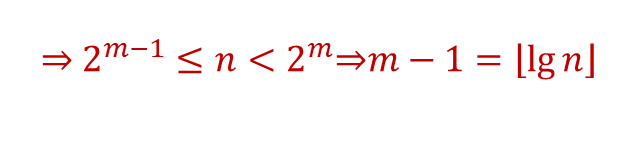 ⇒ 2^{m−1} ≤ n < 2^m ⇒ m − 1 = ⌊lg n⌋